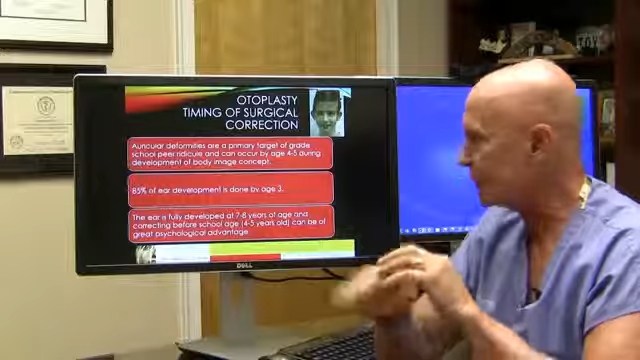 OTOPLASTY
TIMING OF SURGICAL
CORRECTION
Auricular deformities are a primary target of grade
school peer ridicule and can occur by age 4-5 during
development of body image concept.
85% of ear development is done by age 3.
The ear is fully developed at 7-8 years of age and
correcting before school age (4-5 years old) can be
of great psychological advantage
DELL